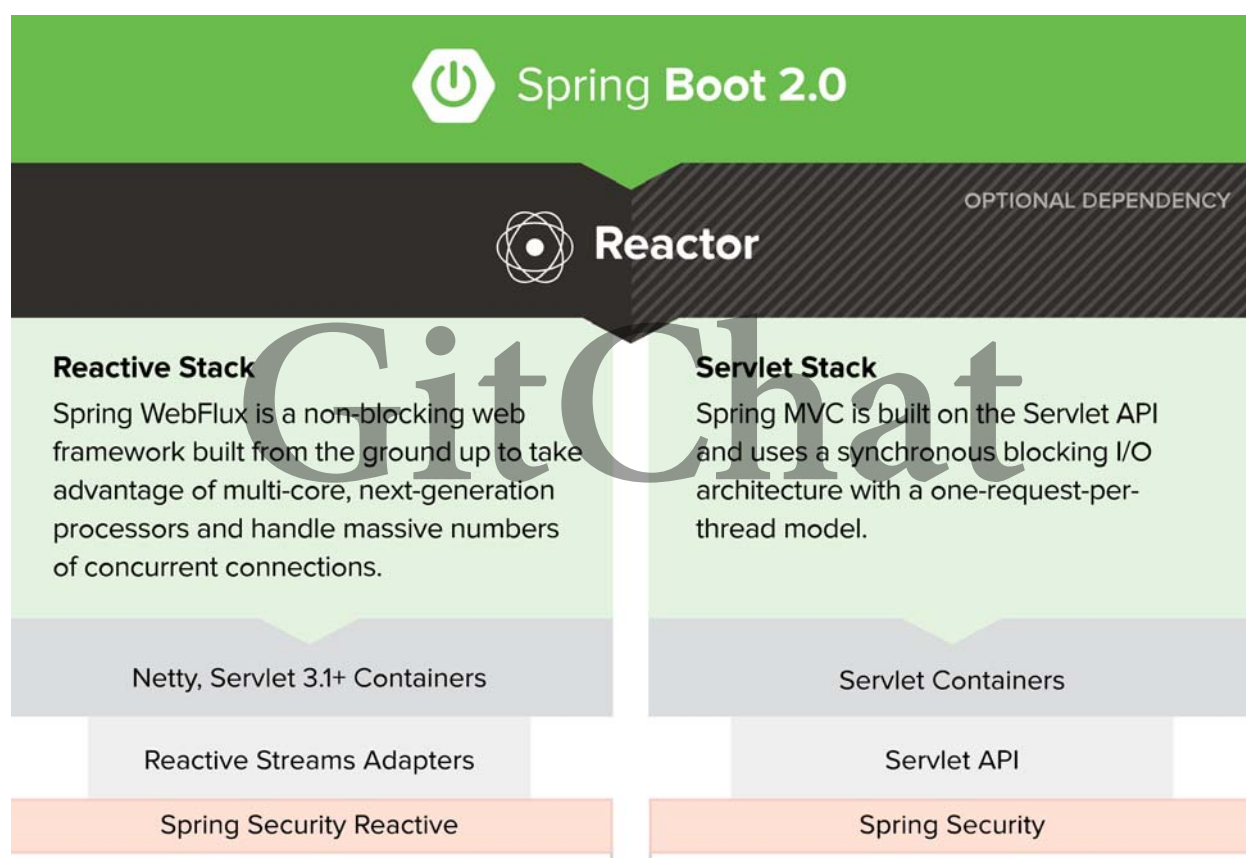 Spring Boot 2.0
OPTIONAL DEPENDENCY
Reactor
GitChat
Reactive Stack
Spring WebFlux is a non-blocking web
framework built from the ground up to take
advantage of multi-core, next-generation
processors and handle massive numbers
of concurrent connections.
Servlet Stack
Spring MVC is built on the Servlet API
and uses a synchronous blocking I/O
architecture with a one-request-per-
thread model.
Netty, Servlet 3.1+ Containers
Servlet Containers
Reactive Streams Adapters
Servlet API
Spring Security Reactive
Spring Security